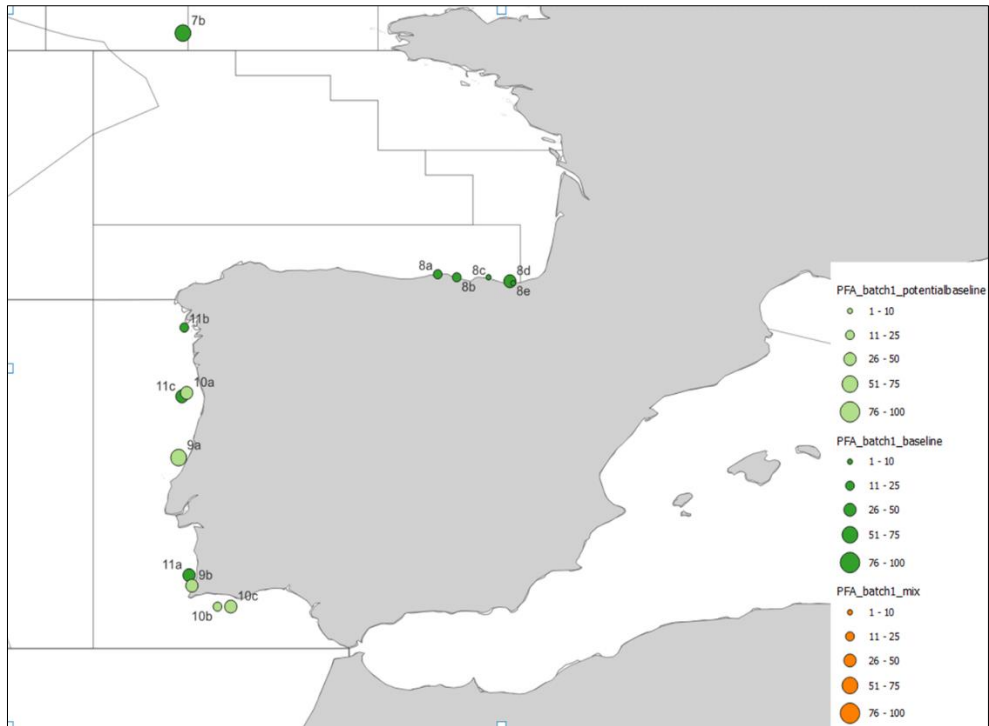 7b
8a
8b
8c
8d
8e
11b
11c
10a
9a
11a
9b
10b
10c
PFA_batch1_potentialbaseline
1 - 10
11 - 25
26 - 50
51 - 75
76 - 100
PFA_batch1_baseline
1 - 10
11 - 25
26 - 50
51 - 75
76 - 100
PFA_batch1_mix
1 - 10
11 - 25
26 - 50
51 - 75
76 - 100